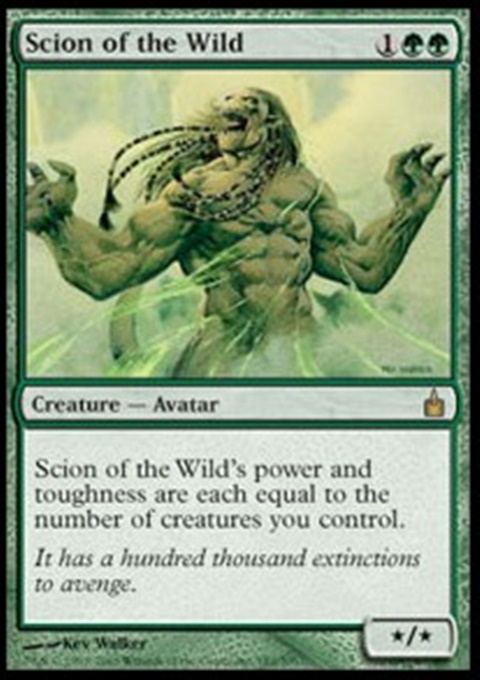 Scion of the Wild 1
Creature — Avatar
Scion of the Wild's power and
toughness are each equal to the
number of creatures you control.
It has a hundred thousand extinctions
to avenge.
Kev Walker
★/★